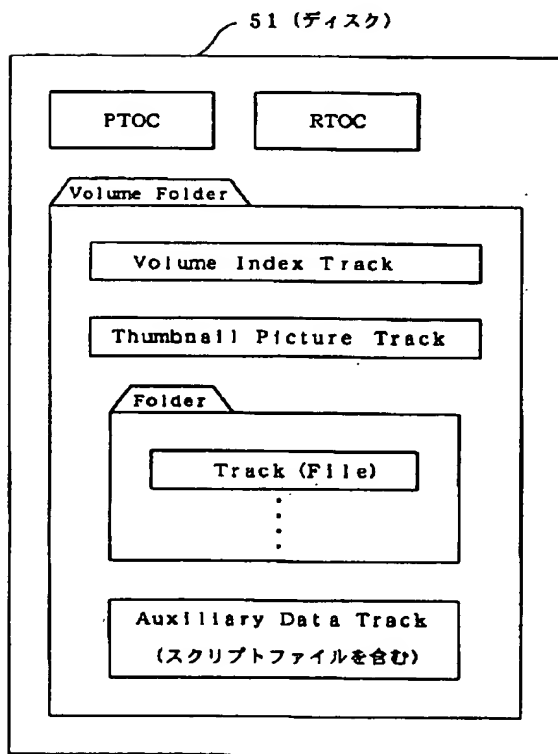 51 (ディスク)
PTOC
RTOC
Volume Folder
Volume Index Track
Thumbnail Picture Track
Folder
Track (File)
Auxiliary Data Track
(スクリプトファイルを含む)